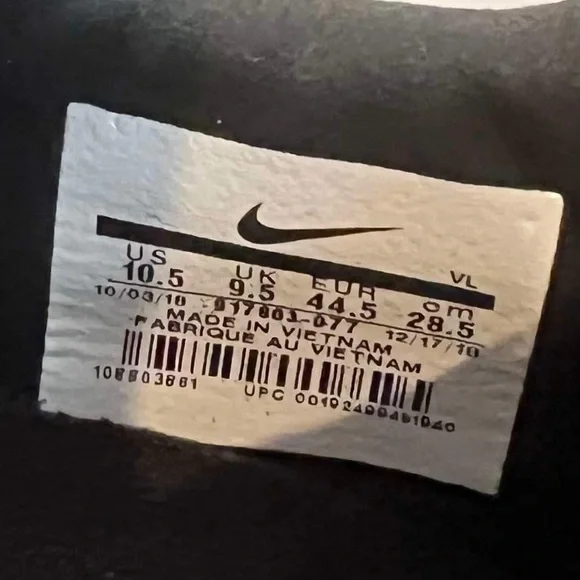 VL
US UK EUR cm
10.5 9.5 44.5 28.5
10/03/18 12/17/18
MADE IN VIETNAM
FABRIQUE AU VIETNAM
UPC